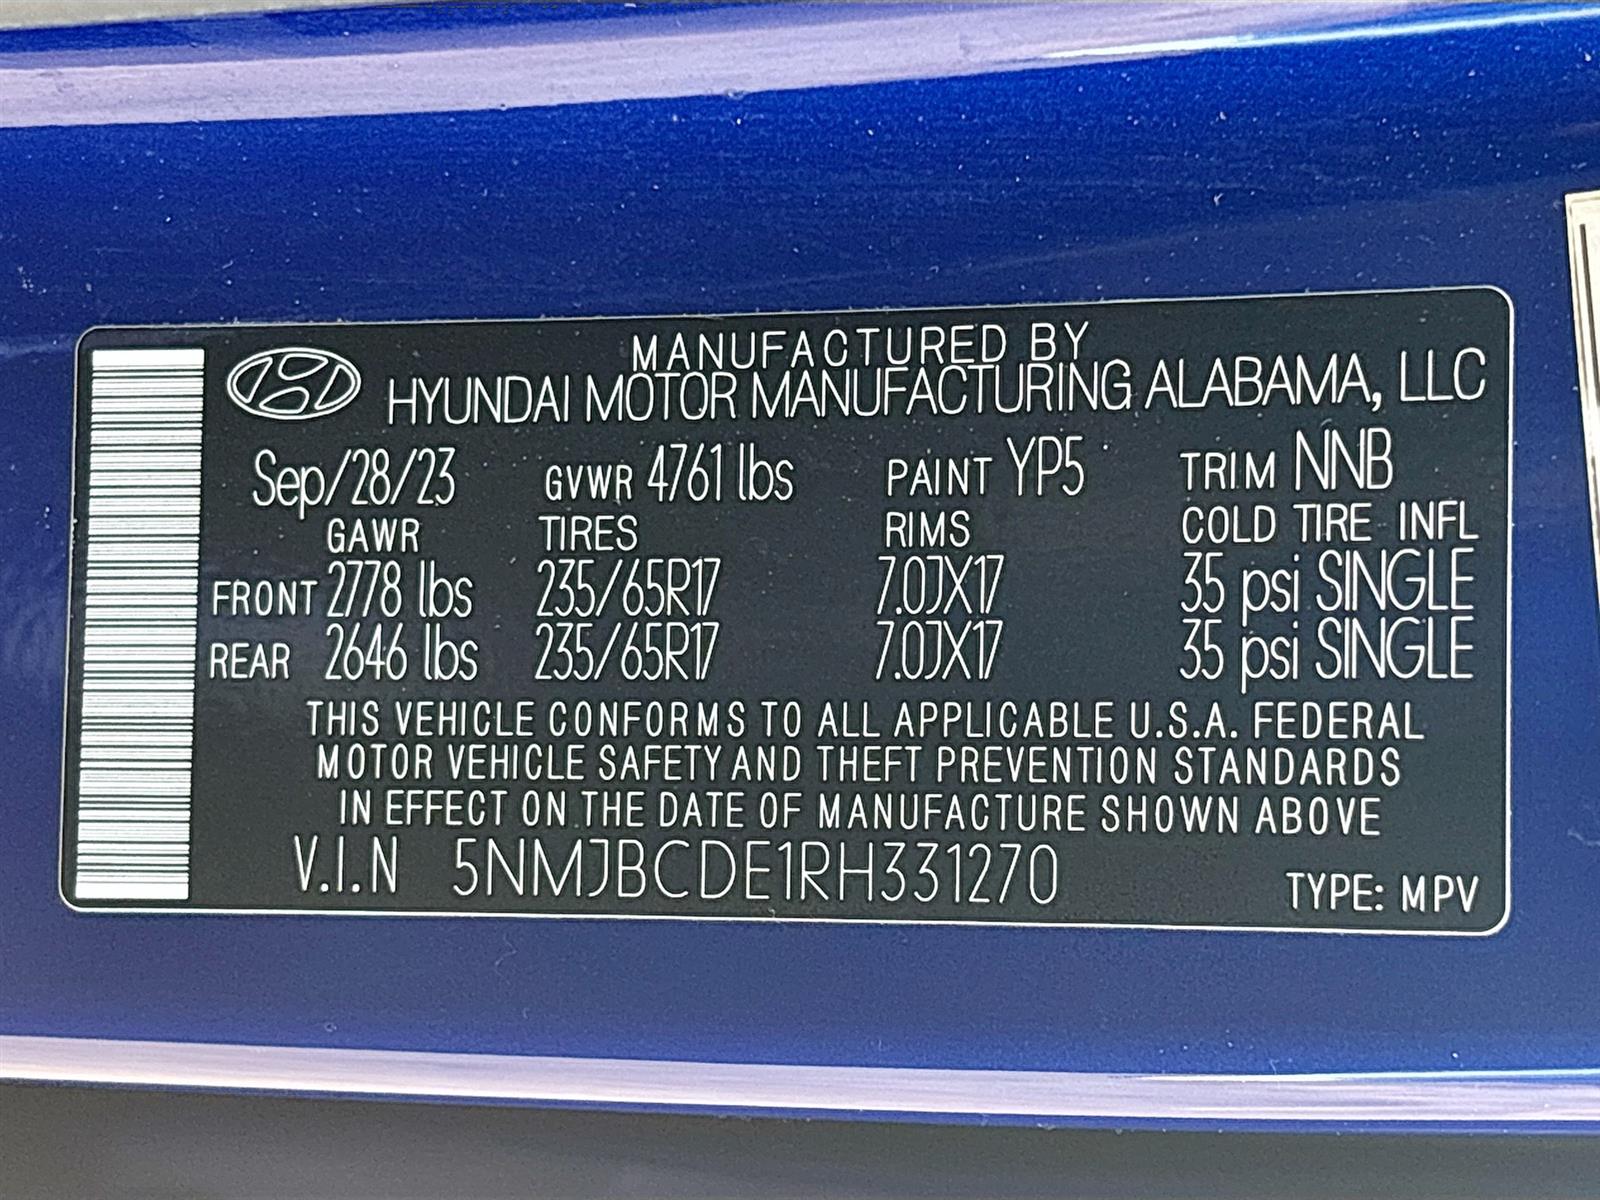 MANUFACTURED BY
HYUNDAI MOTOR MANUFACTURING ALABAMA, LLC
Sep/28/23 GVWR 4761 lbs PAINT YP5 TRIM NNB
GAWR TIRES RIMS COLD TIRE INFL
FRONT 2778 lbs 235/65R17 7.0JX17 35 psi SINGLE
REAR 2646 lbs 235/65R17 7.0JX17 35 psi SINGLE
THIS VEHICLE CONFORMS TO ALL APPLICABLE U.S.A. FEDERAL
MOTOR VEHICLE SAFETY AND THEFT PREVENTION STANDARDS
IN EFFECT ON THE DATE OF MANUFACTURE SHOWN ABOVE
V.I.N 5NMJBCDE1RH331270 TYPE: MPV